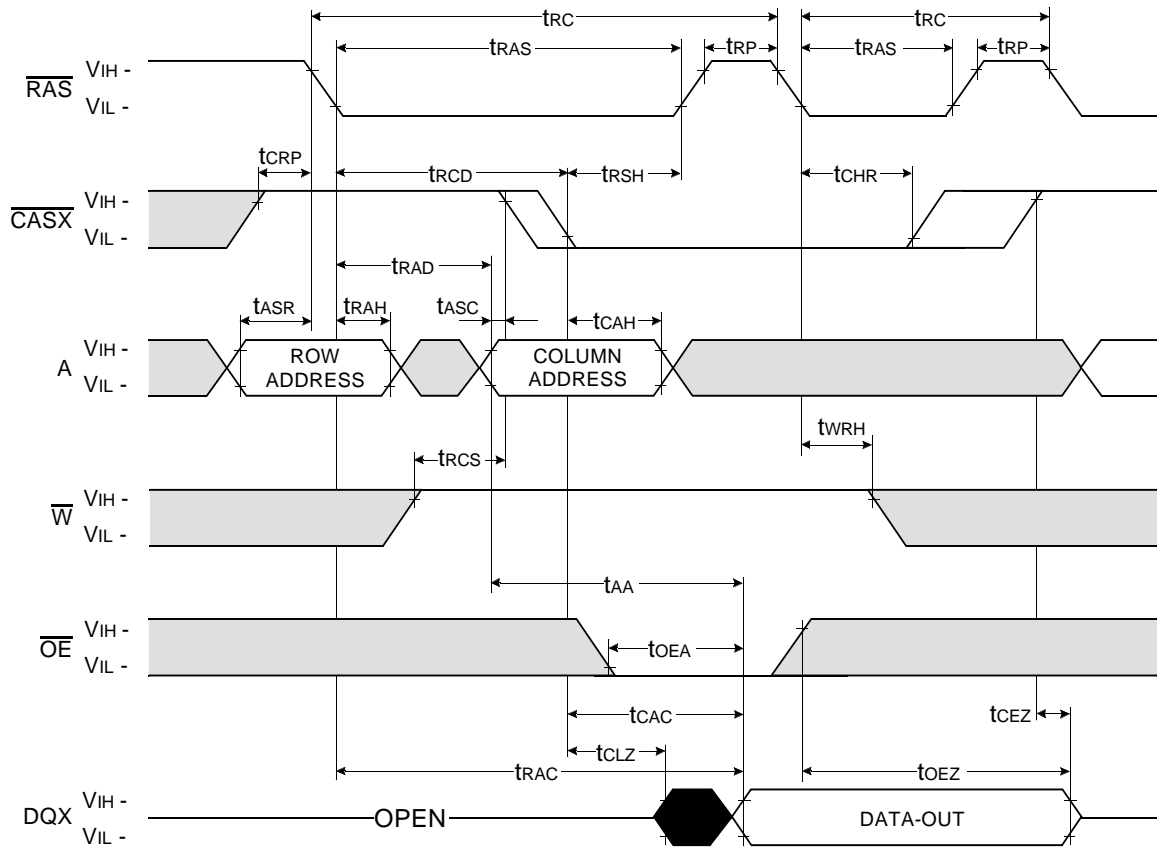 tRC tRC
tRAS tRP tRAS tRP
RAS VIH -
VIL -
tCRP tRCD tRSH tCHR
CASX VIH -
VIL -
tRAD
tASR tRAH tASC tCAH
A VIH -
VIL -
ROW
ADDRESS
COLUMN
ADDRESS
tWRH
tRCS
W VIH -
VIL -
tAA
OE VIH -
VIL -
tOEA
tCAC tCEZ
tCLZ
tRAC tOEZ
DQX VIH -
VIL -
OPEN DATA-OUT